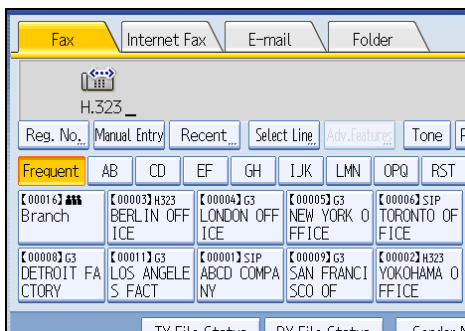 Fax Internet Fax E-mail Folder
H.323_
Reg. No. Manual Entry Recent Select Line Adv.Features Tone
Frequent AB CD EF GH IJK LMN OPQ RST
【00016】 【00003】H323 【00004】G3 【00005】G3 【00006】SIP
Branch BERLIN OFF LONDON OFF NEW YORK O TORONTO OF
ICE ICE FFICE FICE
【00008】G3 【00011】G3 【00001】SIP 【00009】G3 【00002】H323
DETROIT FA LOS ANGELE ABCD COMPA SAN FRANCI YOKOHAMA O
CTORY S FACT NY SCO OF FFICE
TX File Status RX File Status Sender